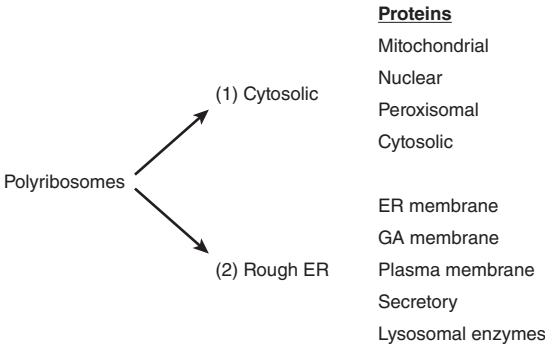 Proteins
Mitochondrial
Nuclear
(1) Cytosolic
Peroxisomal
Cytosolic
Polyribosomes
ER membrane
GA membrane
(2) Rough ER
Plasma membrane
Secretory
Lysosomal enzymes